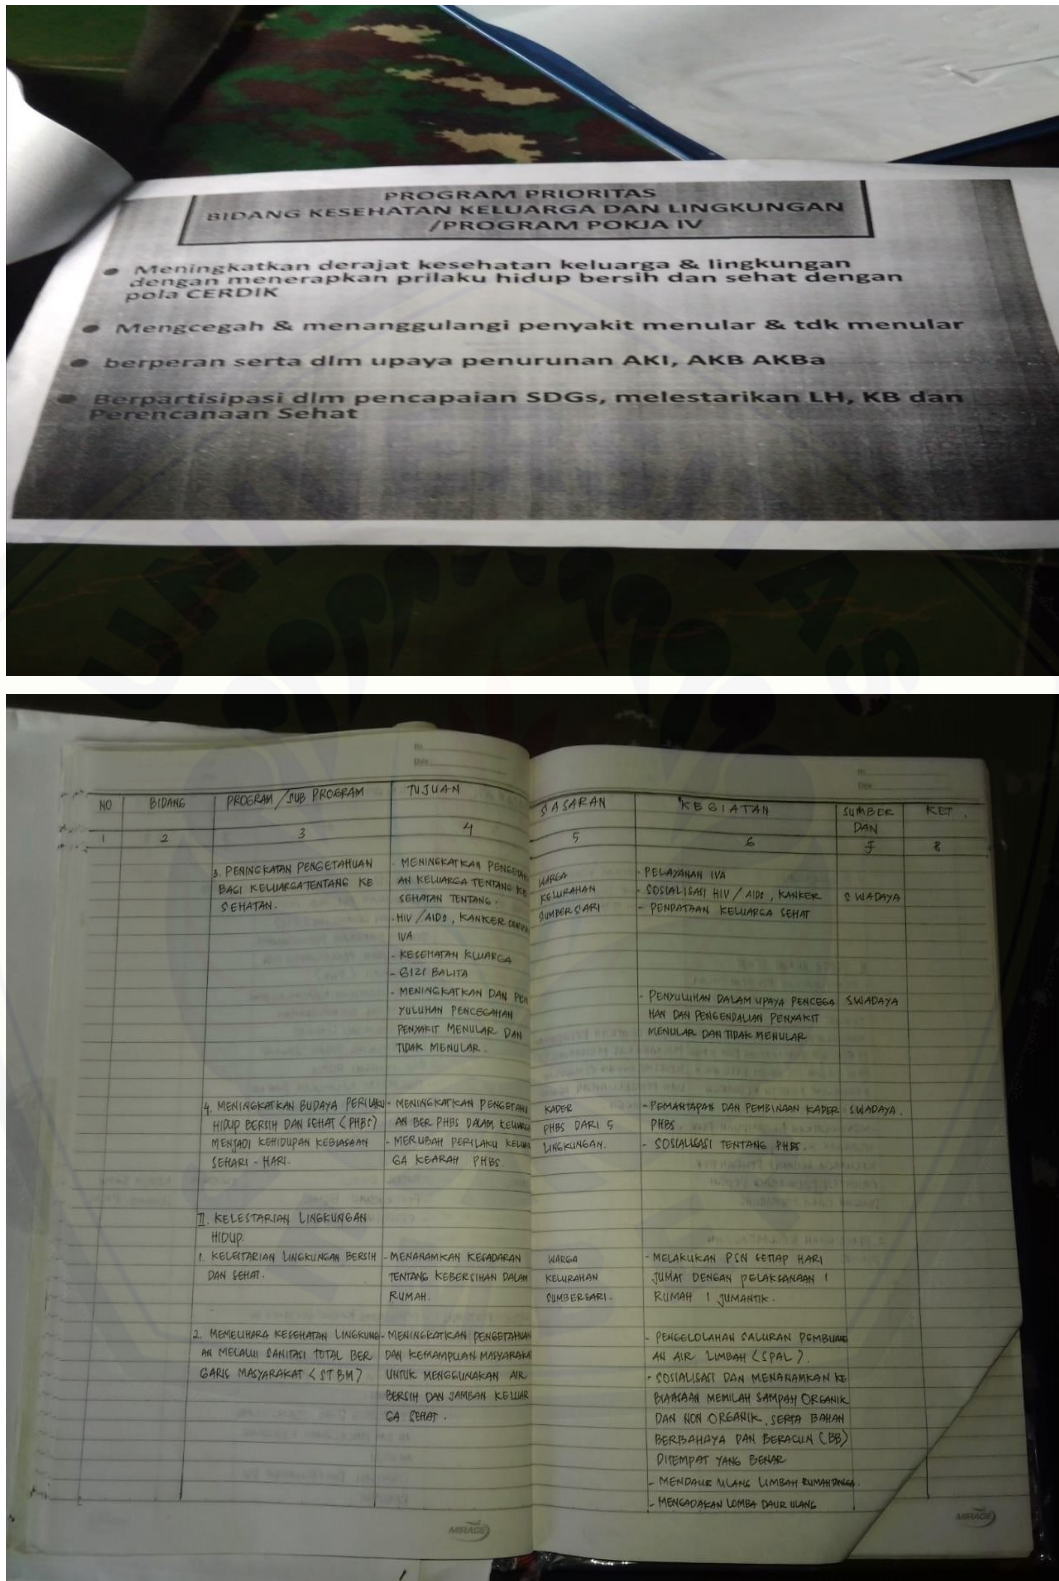 PROGRAM PRIORITAS
BIDANG KESEHATAN KELUARGA DAN LINGKUNGAN
/PROGRAM POKJA IV
• Meningkatkan derajat kesehatan keluarga & lingkungan
dengan menerapkan prilaku hidup bersih dan sehat dengan
pola CERDIK
• Mengcegah & menanggulangi penyakit menular & tdk menular
• berperan serta dlm upaya penurunan AKI, AKB AKBa
• Berpartisipasi dlm pencapaian SDGs, melestarikan LH, KB dan
Perencanaan Sehat
UNIVERSITAS
No.
Date
No.
Date
NO BIDANG PROGRAM / SUB PROGRAM TUJUAN SASARAN KEGIATAN SUMBER DAN KET.
1 2 3 4 5 6 7 8
3. PENINGKATAN PENGETAHUAN
BAGI KELUARGA TENTANG KE
SEHATAN.
- MENINGKATKAN
AN KELUARGA TENTANG KE
SEHATAN TENTANG.
- HIV / AIDS, KANKER
IVA
- KESEHATAN KLUARGA
- GIZI BALITA
- MENINGKATKAN DAN PEN
YULUHAN PENCEGAHAN
PENYAKIT MENULAR DAN
TIDAK MENULAR.
WARGA
KELURAHAN
SUMBERSARI
- PELAYANAN IVA
- SOSIALISASI HIV / AIDS, KANKER
- PENDATAAN KELUARGA SEHAT
SWADAYA
- PENYULUHAN DALAM UPAYA PENCEGA
HAN DAN PENGENDALIAN PENYAKIT
MENULAR DAN TIDAK MENULAR
SWADAYA
4. MENINGKATKAN BUDAYA PERILAKU
HIDUP BERSIH DAN SEHAT (PHBS)
MENJADI KEHIDUPAN KEBIASAAN
SEHARI - HARI.
- MENINGKATKAN PENGETAHU
AN BER PHBS DALAM KELUARGA
- MERUBAH PERILAKU KELUAR
GA KEARAH PHBS.
KADER
PHBS DARI 5
LINGKUNGAN.
- PEMANTAPAN DAN PEMBINAAN KADER
PHBS.
- SOSIALISASI TENTANG PHBS.
SWADAYA.
II. KELESTARIAN LINGKUNGAN
HIDUP.
1. KELESTARIAN LINGKUNGAN BERSIH
DAN SEHAT.
- MENANAMKAN KESADARAN
TENTANG KEBERSIHAN DALAM
RUMAH.
WARGA
KELURAHAN
SUMBERSARI.
- MELAKUKAN PSN SETIAP HARI
JUMAT DENGAN PELAKSANAAN 1
RUMAH 1 JUMANTIK.
2. MEMELIHARA KESEHATAN LINGKUNG
AN MELALUI SANITASI TOTAL BER
GARIS MASYARAKAT (STBM)
- MENINGKATKAN PENGETAHUAN
DAN KEMAMPUAN MASYARAKA
UNTUK MENGGUNAKAN AIR
BERSIH DAN JAMBAN KELUAR
GA SEHAT.
- PENGELOLAHAN SALURAN PEMBUANG
AN AIR LIMBAH (SPAL).
- SOSIALISASI DAN MENANAMKAN KE
BIASAAN MEMILAH SAMPAH ORGANIK
DAN NON ORGANIK, SERTA BAHAN
BERBAHAYA DAN BERACUN (BB)
DITEMPAT YANG BENAR
- MENDAUR ULANG LIMBAH RUMAHTANGGA.
- MENGADAKAN LOMBA DAUR ULANG
MIRAGE
MIRAGE